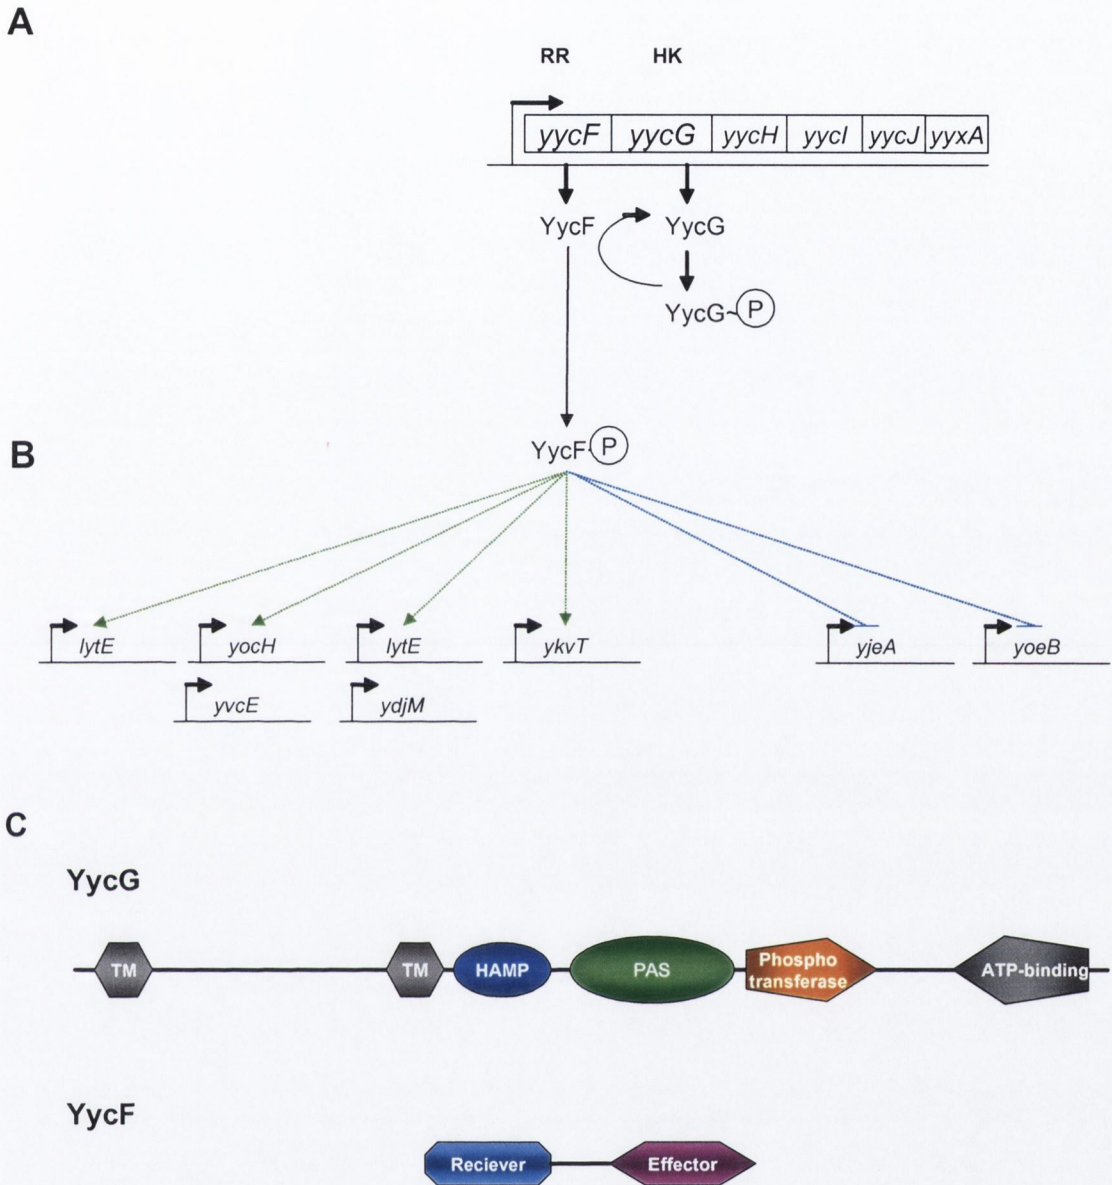 A
RR HK
yycF yycG yycH yycI yycJ yyxA
YycF YycG
YycG~P
B
YycF P
lytE yocH lytE ykvT yjeA yoeB
yvcE ydjM
C
YycG
TM TM HAMP PAS Phospho transferase ATP-binding
YycF
Reciever Effector